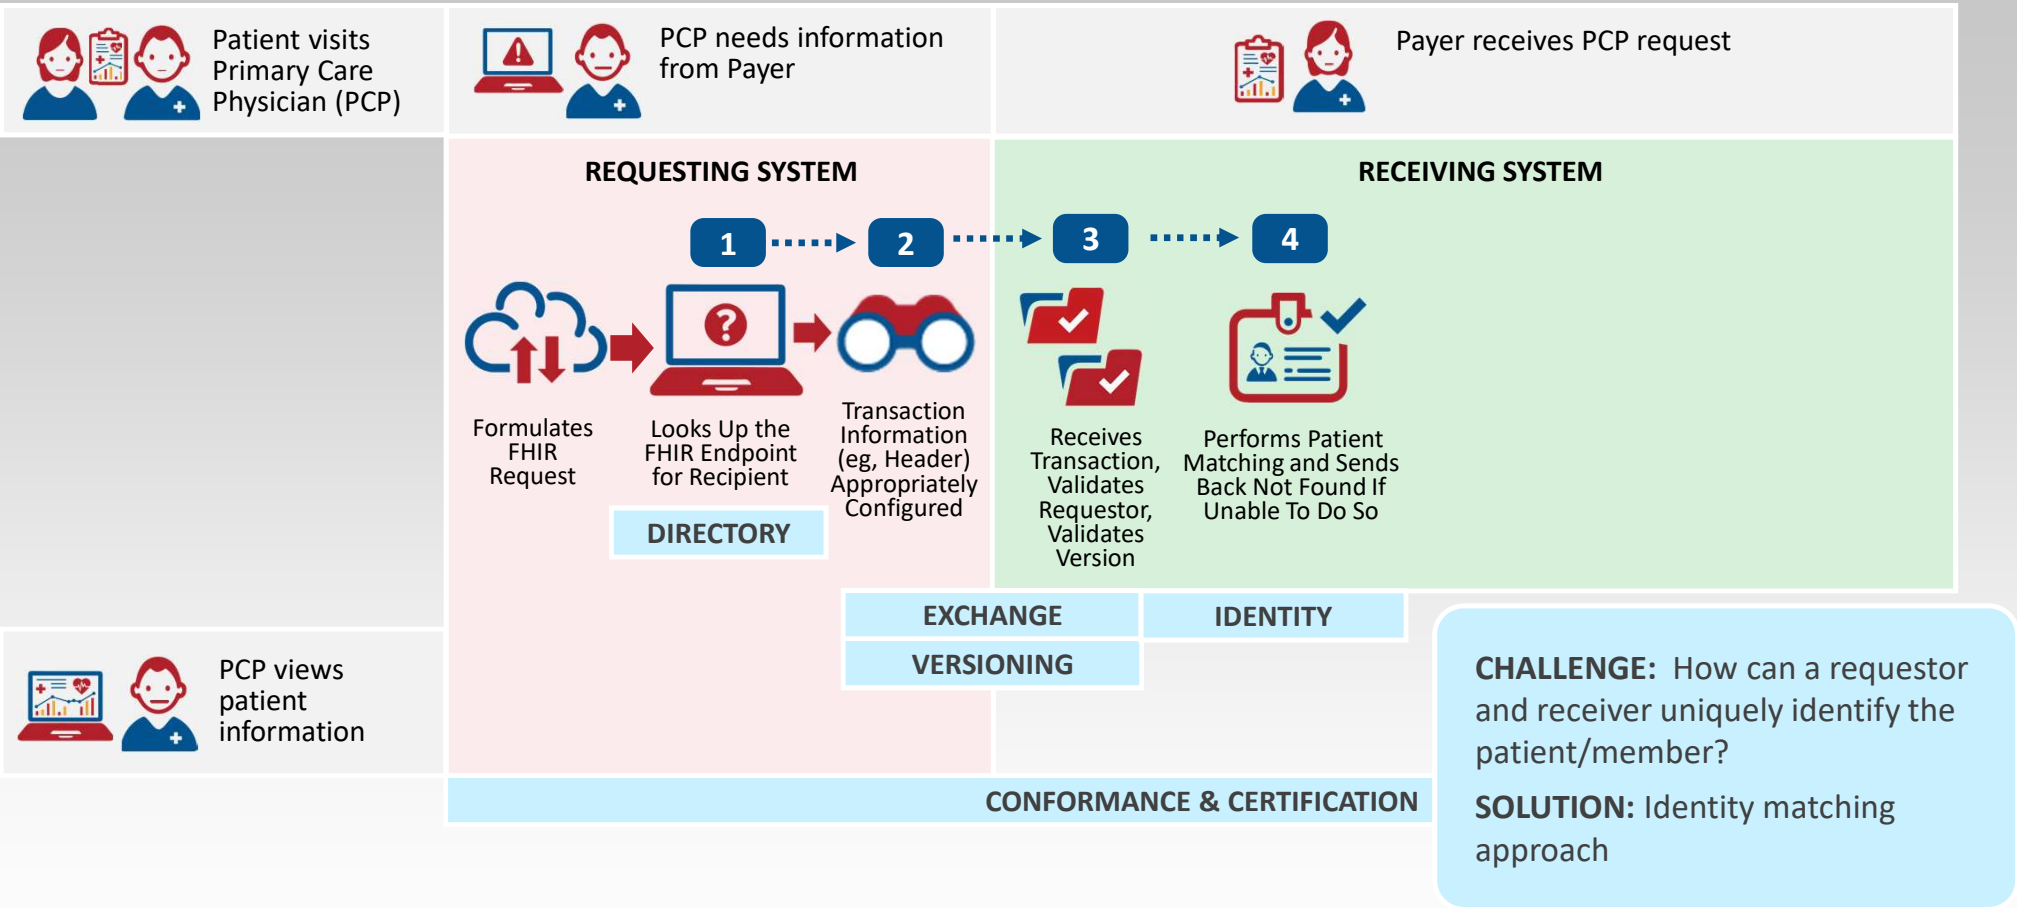 Patient visits
Primary Care
Physician (PCP)
PCP needs information
from Payer
Payer receives PCP request
REQUESTING SYSTEM
RECEIVING SYSTEM
1
2
3
4
?
Formulates
FHIR
Request
Looks Up the
FHIR Endpoint
for Recipient
Transaction
Information
(eg, Header)
Appropriately
Configured
Receives
Transaction,
Validates
Requestor,
Validates
Version
Performs Patient
Matching and Sends
Back Not Found If
Unable To Do So
DIRECTORY
EXCHANGE
IDENTITY
VERSIONING
PCP views
patient
information
CONFORMANCE & CERTIFICATION
CHALLENGE: How can a requestor
and receiver uniquely identify the
patient/member?
SOLUTION: Identity matching
approach